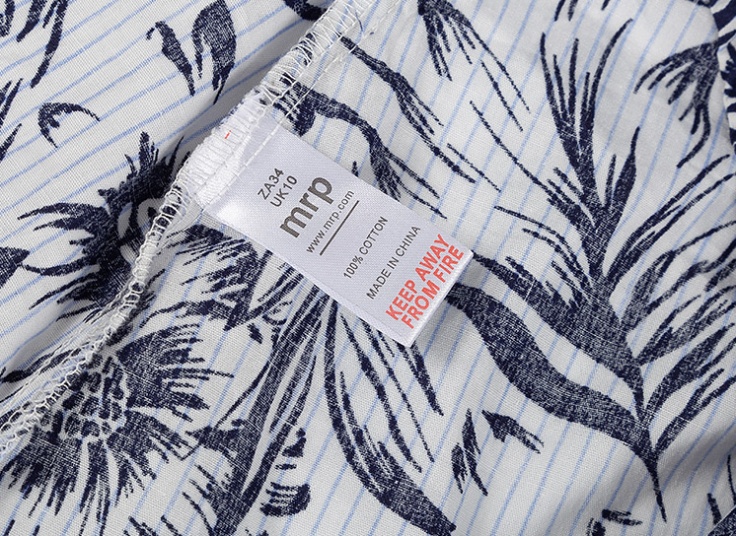 ZA34
UK10
mrp
www.mrp.com
100% COTTON
MADE IN CHINA
KEEP AWAY
FROM FIRE